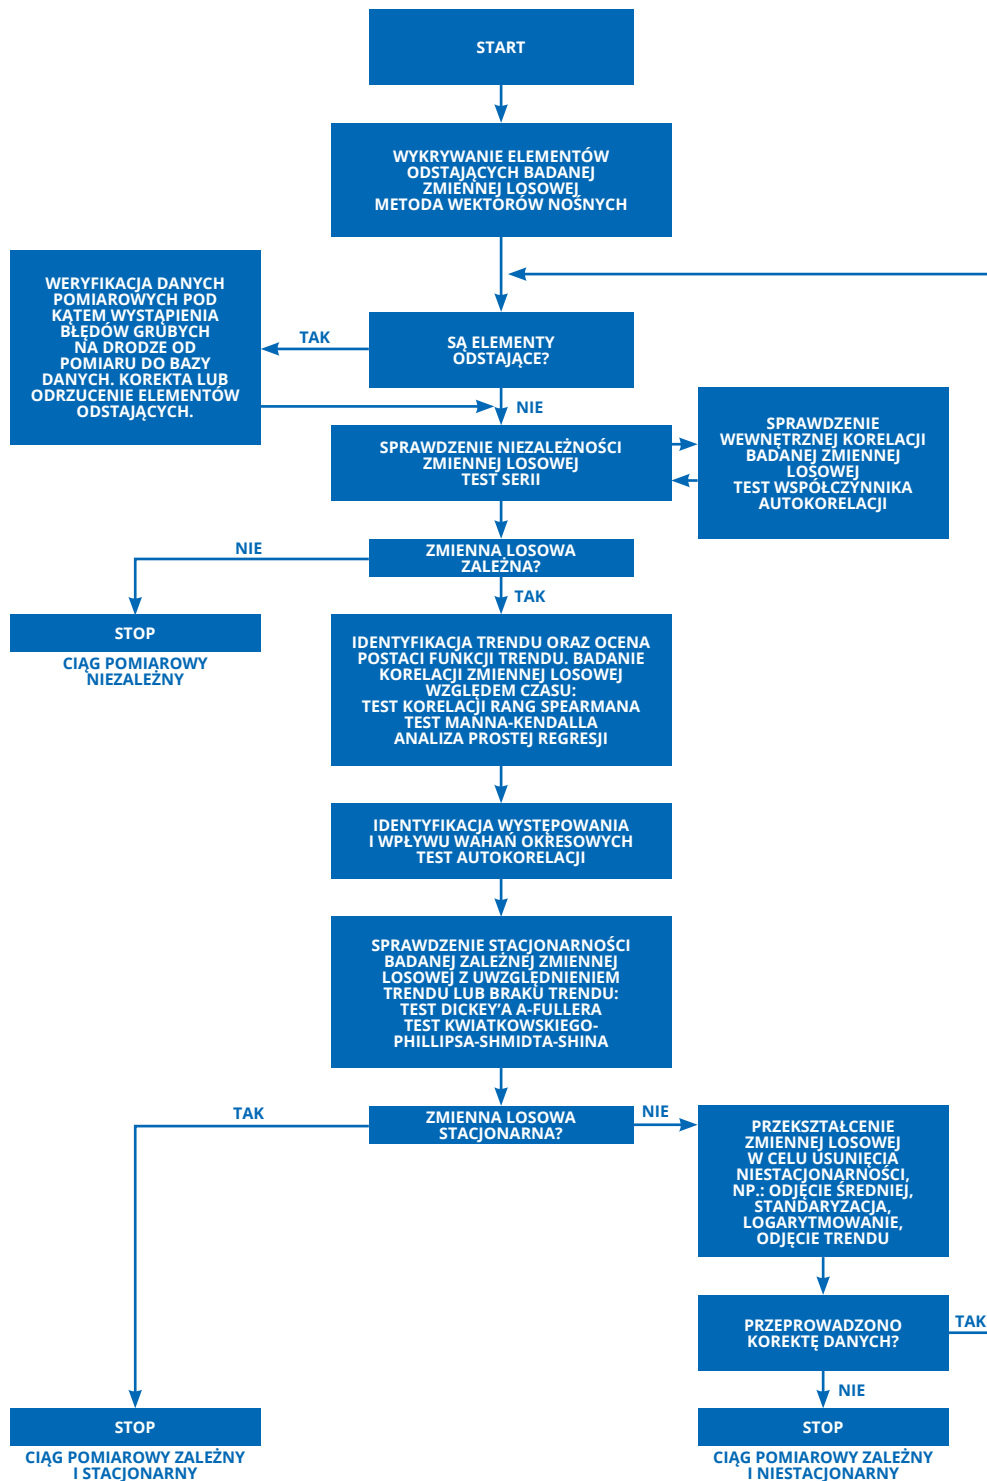 START
WYKRYWANIE ELEMENTÓW
ODSTAJĄCYCH BADANEJ
ZMIENNEJ LOSOWEJ
METODA WEKTORÓW NOŚNYCH
WERYFIKACJA DANYCH
POMIAROWYCH POD
KĄTEM WYSTĄPIENIA
BŁĘDÓW GRUBYCH
NA DRODZE OD
POMIARU DO BAZY
DANYCH. KOREKTA LUB
ODRZUCENIE ELEMENTÓW
ODSTAJĄCYCH.
TAK
SĄ ELEMENTY
ODSTAJĄCE?
NIE
SPRAWDZENIE NIEZALEŻNOŚCI
ZMIENNEJ LOSOWEJ
TEST SERII
SPRAWDZENIE
WEWNĘTRZNEJ KORELACJI
BADANEJ ZMIENNEJ
LOSOWEJ
TEST WSPÓŁCZYNNIKA
AUTOKORELACJI
NIE
ZMIENNA LOSOWA
ZALEŻNA?
TAK
STOP
CIĄG POMIAROWY
NIEZALEŻNY
IDENTYFIKACJA TRENDU ORAZ OCENA
POSTACI FUNKCJI TRENDU. BADANIE
KORELACJI ZMIENNEJ LOSOWEJ
WZGLĘDEM CZASU:
TEST KORELACJI RANG SPEARMANA
TEST MANNA-KENDALLA
ANALIZA PROSTEJ REGRESJI
IDENTYFIKACJA WYSTĘPOWANIA
I WPŁYWU WAHAŃ OKRESOWYCH
TEST AUTOKORELACJI
SPRAWDZENIE STACJONARNOŚCI
BADANEJ ZALEŻNEJ ZMIENNEJ
LOSOWEJ Z UWZGLĘDNIENIEM
TRENDU LUB BRAKU TRENDU:
TEST DICKEY’A A-FULLERA
TEST KWIATKOWSKIEGO-
PHILLIPSA-SHMIDTA-SHINA
TAK
ZMIENNA LOSOWA
STACJONARNA?
NIE
PRZEKSZTAŁCENIE
ZMIENNEJ LOSOWEJ
W CELU USUNIĘCIA
NIESTACJONARNOŚCI,
NP.: ODJĘCIE ŚREDNIEJ,
STANDARYZACJA,
LOGARYTMOWANIE,
ODJĘCIE TRENDU
PRZEPROWADZONO
KOREKTĘ DANYCH?
TAK
NIE
STOP
CIĄG POMIAROWY ZALEŻNY
I STACJONARNY
STOP
CIĄG POMIAROWY ZALEŻNY
I NIESTACJONARNY